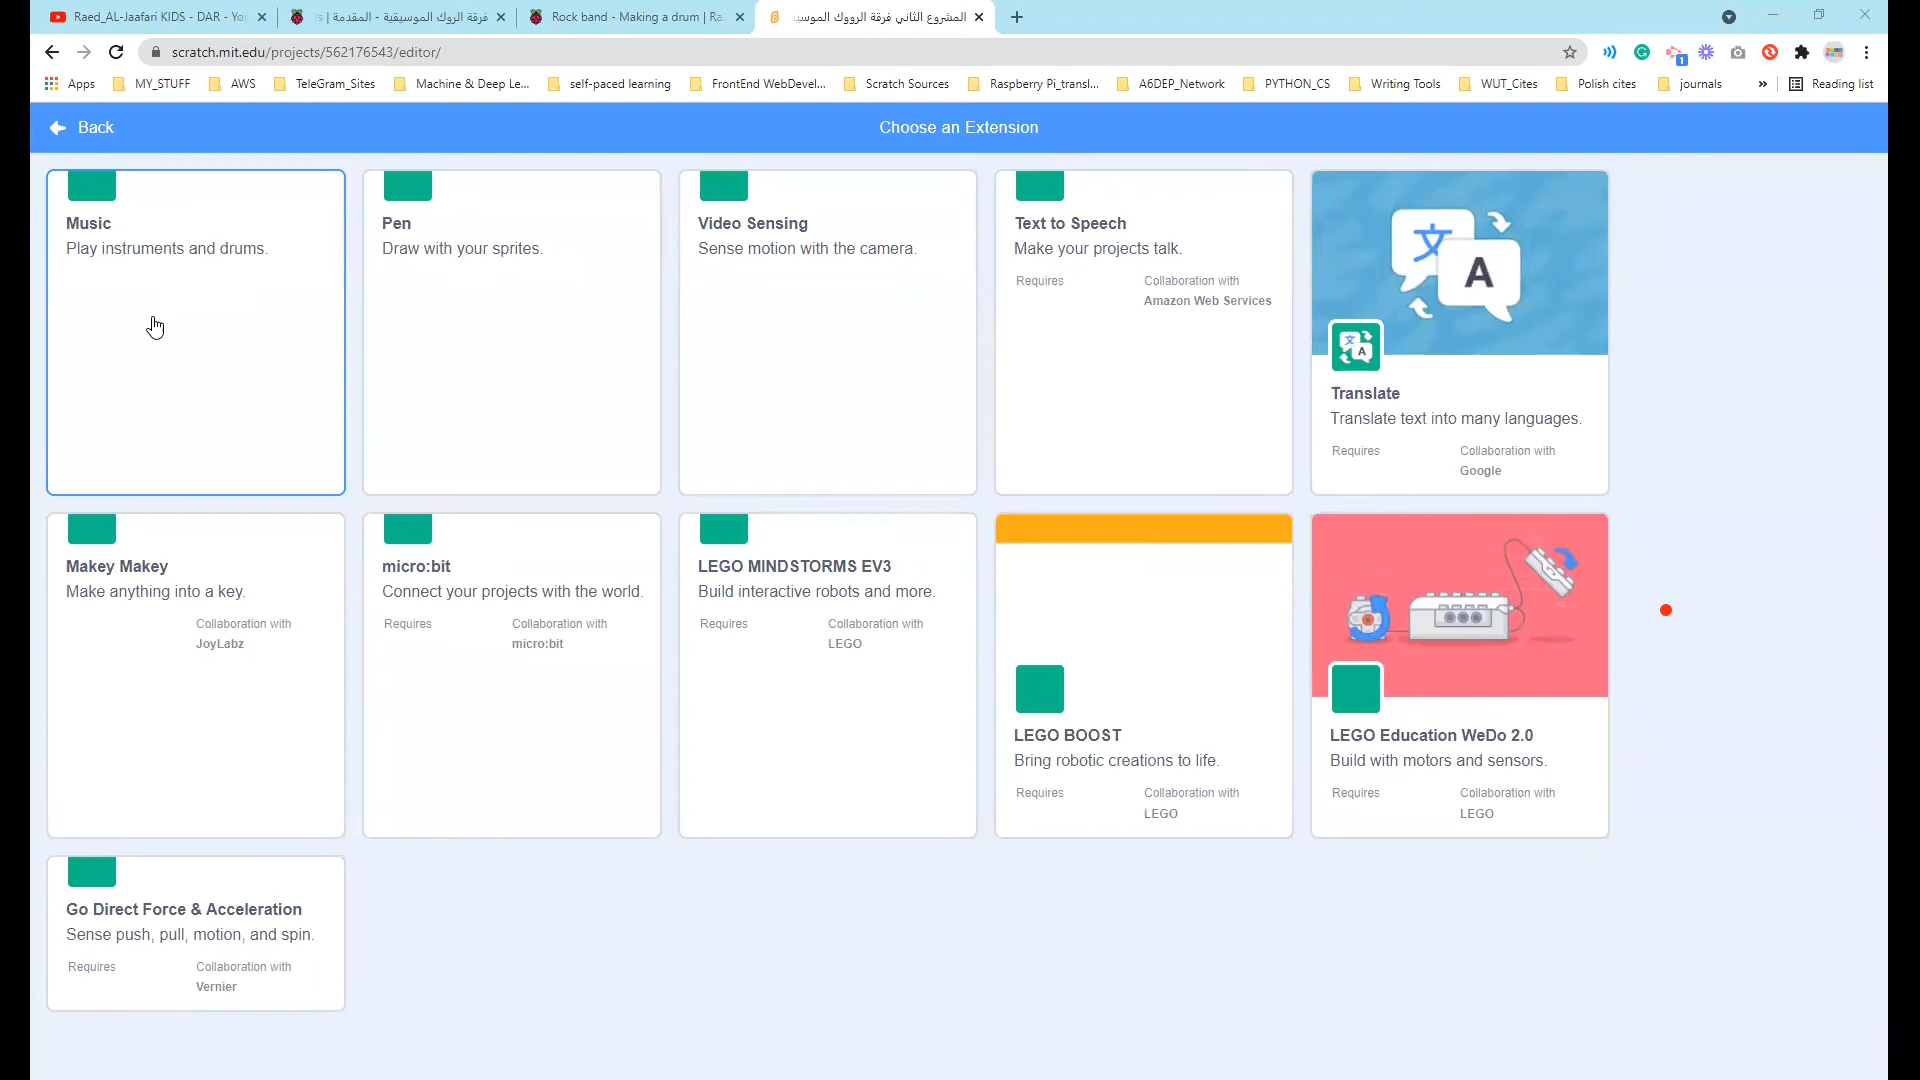 Raed_AL-Jaafari KIDS - DAR - You
فرقة الروك الموسيقية - المقدمة |
Rock band - Making a drum | Ra
المشروع الثاني فرقة الرووك الموسي
scratch.mit.edu/projects/562176543/editor/
1
Apps
MY_STUFF
AWS
TeleGram_Sites
Machine & Deep Le...
self-paced learning
FrontEnd WebDevel...
Scratch Sources
Raspberry Pi_transl...
A6DEP_Network
PYTHON_CS
Writing Tools
WUT_Cites
Polish cites
journals
»
Reading list
Back
Choose an Extension
Music
Play instruments and drums.
Pen
Draw with your sprites.
Video Sensing
Sense motion with the camera.
Text to Speech
Make your projects talk.
Requires
Collaboration with
Amazon Web Services
文
A
Translate
Translate text into many languages.
Requires
Collaboration with
Google
Makey Makey
Make anything into a key.
Collaboration with
JoyLabz
micro:bit
Connect your projects with the world.
Requires
Collaboration with
micro:bit
LEGO MINDSTORMS EV3
Build interactive robots and more.
Requires
Collaboration with
LEGO
LEGO BOOST
Bring robotic creations to life.
Requires
Collaboration with
LEGO
LEGO Education WeDo 2.0
Build with motors and sensors.
Requires
Collaboration with
LEGO
Go Direct Force & Acceleration
Sense push, pull, motion, and spin.
Requires
Collaboration with
Vernier